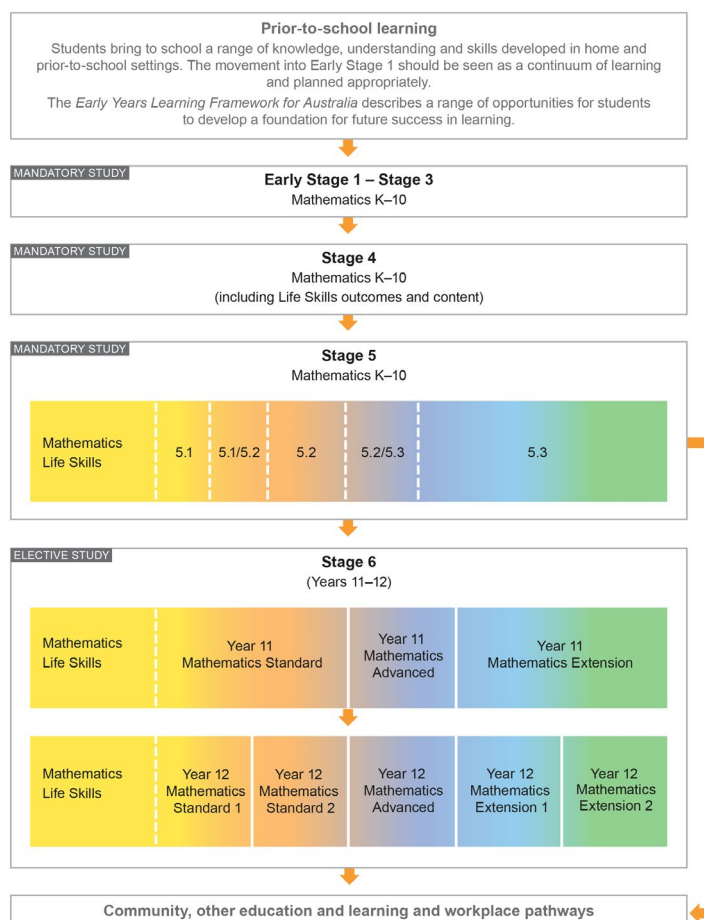 Prior-to-school learning
Students bring to school a range of knowledge, understanding and skills developed in home and
prior-to-school settings. The movement into Early Stage 1 should be seen as a continuum of learning
and planned appropriately.
The Early Years Learning Framework for Australia describes a range of opportunities for students
to develop a foundation for future success in learning.
MANDATORY STUDY
Early Stage 1 – Stage 3
Mathematics K–10
MANDATORY STUDY
Stage 4
Mathematics K–10
(including Life Skills outcomes and content)
MANDATORY STUDY
Stage 5
Mathematics K–10
Mathematics
Life Skills
5.1
5.1/5.2
5.2
5.2/5.3
5.3
ELECTIVE STUDY
Stage 6
(Years 11–12)
Mathematics
Life Skills
Year 11
Mathematics Standard
Year 11
Mathematics
Advanced
Year 11
Mathematics Extension
Mathematics
Life Skills
Year 12
Mathematics
Standard 1
Year 12
Mathematics
Standard 2
Year 12
Mathematics
Advanced
Year 12
Mathematics
Extension 1
Year 12
Mathematics
Extension 2
Community, other education and learning and workplace pathways